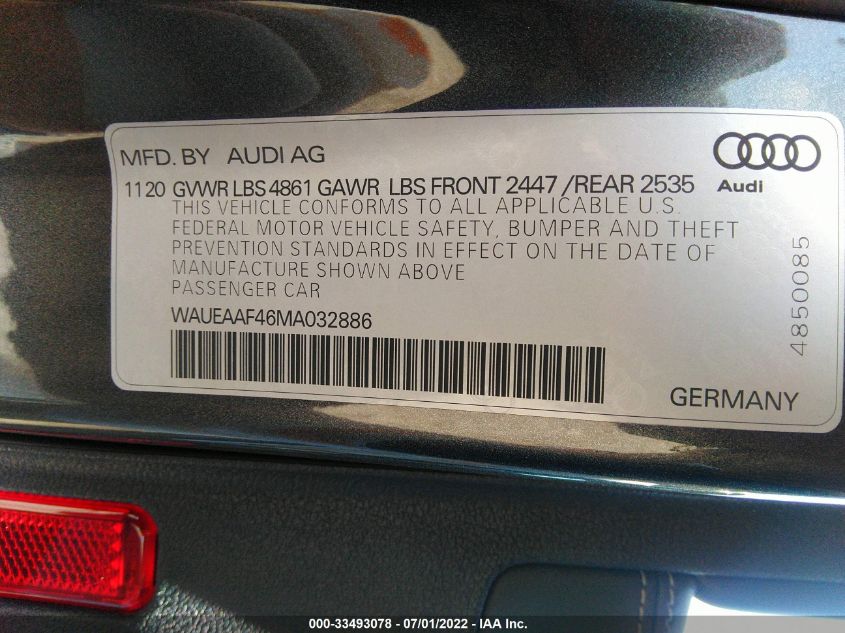 MFD. BY AUDI AG
Audi
1120 GVWR LBS 4861 GAWR LBS FRONT 2447 /REAR 2535
THIS VEHICLE CONFORMS TO ALL APPLICABLE U.S.
FEDERAL MOTOR VEHICLE SAFETY, BUMPER AND THEFT
PREVENTION STANDARDS IN EFFECT ON THE DATE OF
MANUFACTURE SHOWN ABOVE
PASSENGER CAR
WAUEAAF46MA032886
4850085
GERMANY
000-33493078 - 07/01/2022 - IAA Inc.